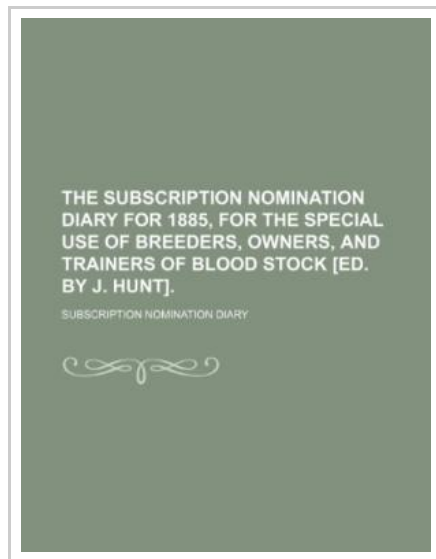 THE SUBSCRIPTION NOMINATION
DIARY FOR 1885, FOR THE SPECIAL
USE OF BREEDERS, OWNERS, AND
TRAINERS OF BLOOD STOCK [ED.
BY J. HUNT].
SUBSCRIPTION NOMINATION DIARY